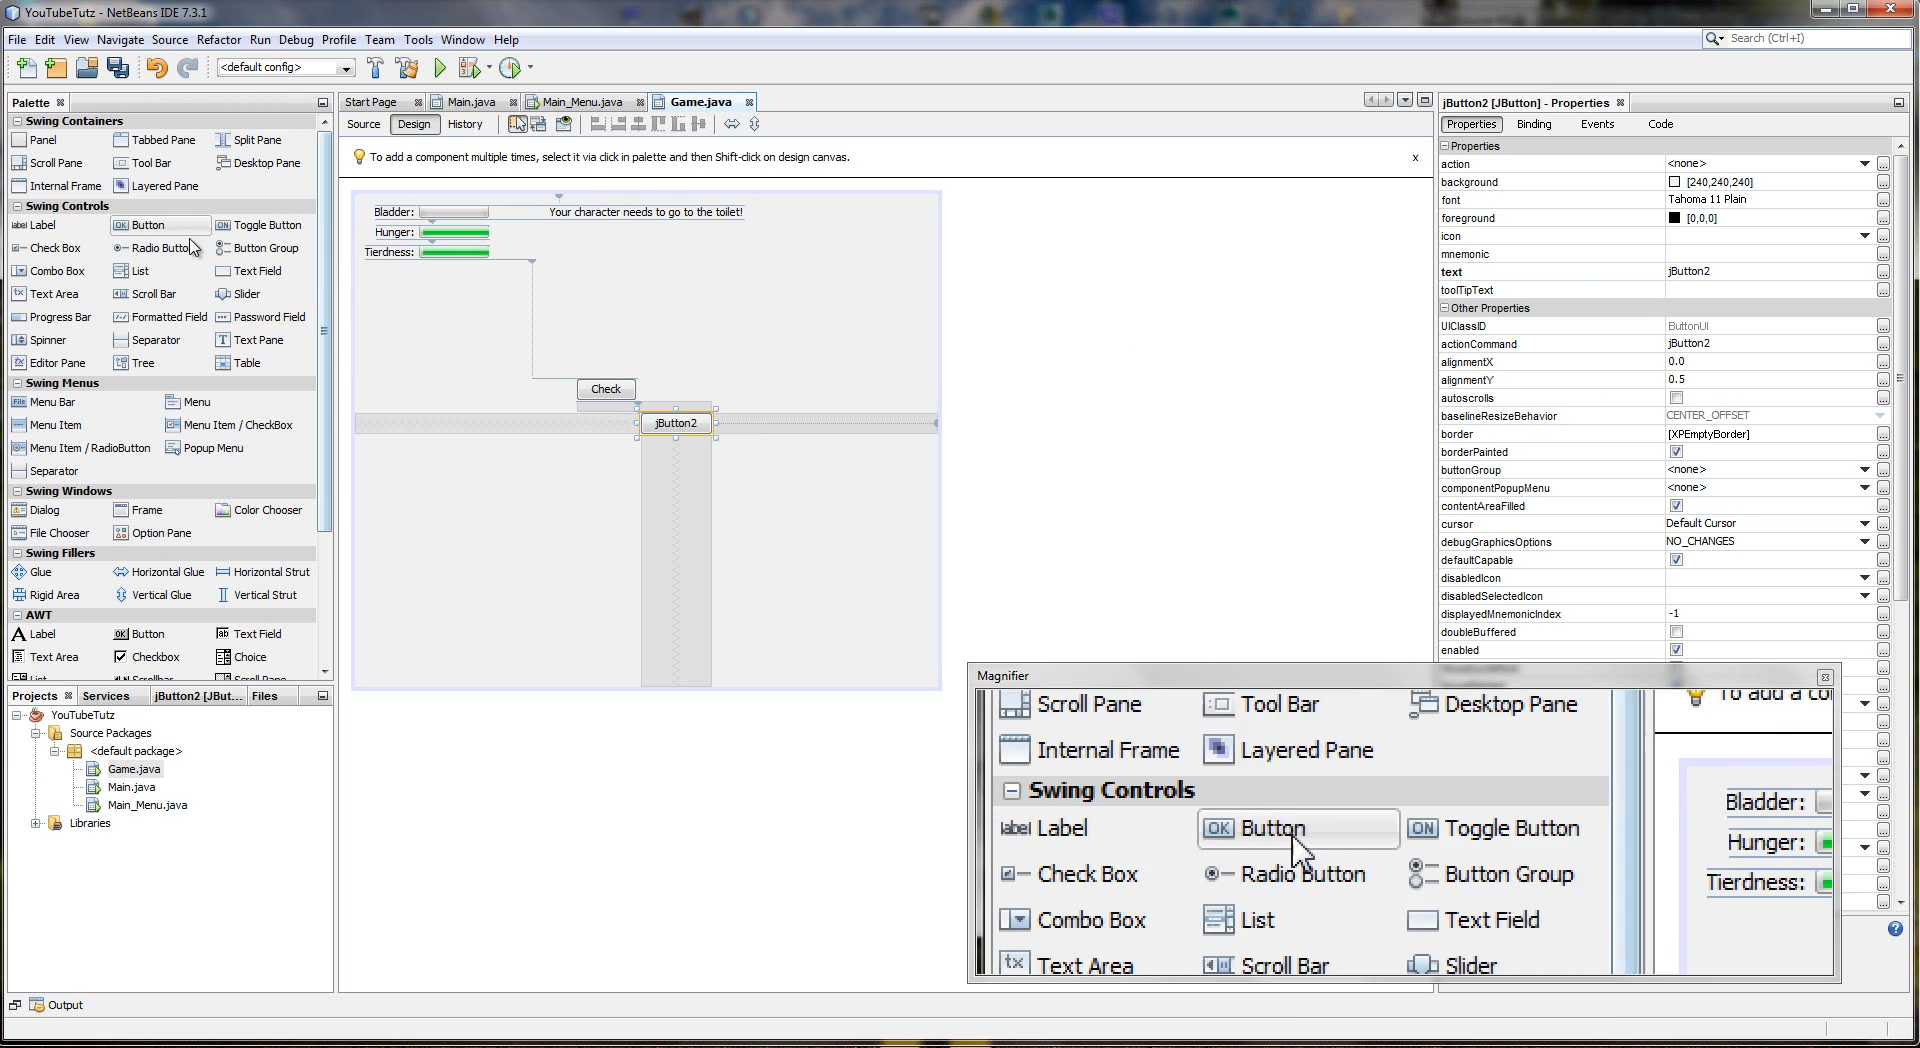 YouTubeTutz - NetBeans IDE 7.3.1
File Edit View Navigate Source Refactor Run Debug Profile Team Tools Window Help
Search (Ctrl+I)
<default config>
Palette
Swing Containers
Panel Tabbed Pane Split Pane
Scroll Pane Tool Bar Desktop Pane
Internal Frame Layered Pane
Swing Controls
Label Button Toggle Button
Check Box Radio Button Button Group
Combo Box List Text Field
Text Area Scroll Bar Slider
Progress Bar Formatted Field Password Field
Spinner Separator Text Pane
Editor Pane Tree Table
Swing Menus
Menu Bar Menu
Menu Item Menu Item / CheckBox
Menu Item / RadioButton Popup Menu
Separator
Swing Windows
Dialog Frame Color Chooser
File Chooser Option Pane
Swing Fillers
Glue Horizontal Glue Horizontal Strut
Rigid Area Vertical Glue Vertical Strut
AWT
Label Button Text Field
Text Area Checkbox Choice
List Scrollbar Scroll Pane
Projects Services jButton2 [JBut... Files
YouTubeTutz
Source Packages
<default package>
Game.java
Main.java
Main_Menu.java
Libraries
Output
Start Page Main.java Main_Menu.java Game.java
Source Design History
To add a component multiple times, select it via click in palette and then Shift-click on design canvas.
x
Bladder: Your character needs to go to the toilet!
Hunger:
Tierdness:
Check
jButton2
jButton2 [JButton] - Properties
Properties Binding Events Code
Properties
action <none>
background [240,240,240]
font Tahoma 11 Plain
foreground [0,0,0]
icon
mnemonic
text jButton2
toolTipText
Other Properties
UIClassID ButtonUI
actionCommand jButton2
alignmentX 0.0
alignmentY 0.5
autoscrolls
baselineResizeBehavior CENTER_OFFSET
border [XPEmptyBorder]
borderPainted
buttonGroup <none>
componentPopupMenu <none>
contentAreaFilled
cursor Default Cursor
debugGraphicsOptions NO_CHANGES
defaultCapable
disabledIcon
disabledSelectedIcon
displayedMnemonicIndex -1
doubleBuffered
enabled
Magnifier
Scroll Pane Tool Bar Desktop Pane
Internal Frame Layered Pane
Swing Controls
Label Button Toggle Button
Check Box Radio Button Button Group
Combo Box List Text Field
Text Area Scroll Bar Slider
To add a co
Bladder:
Hunger:
Tierdness: